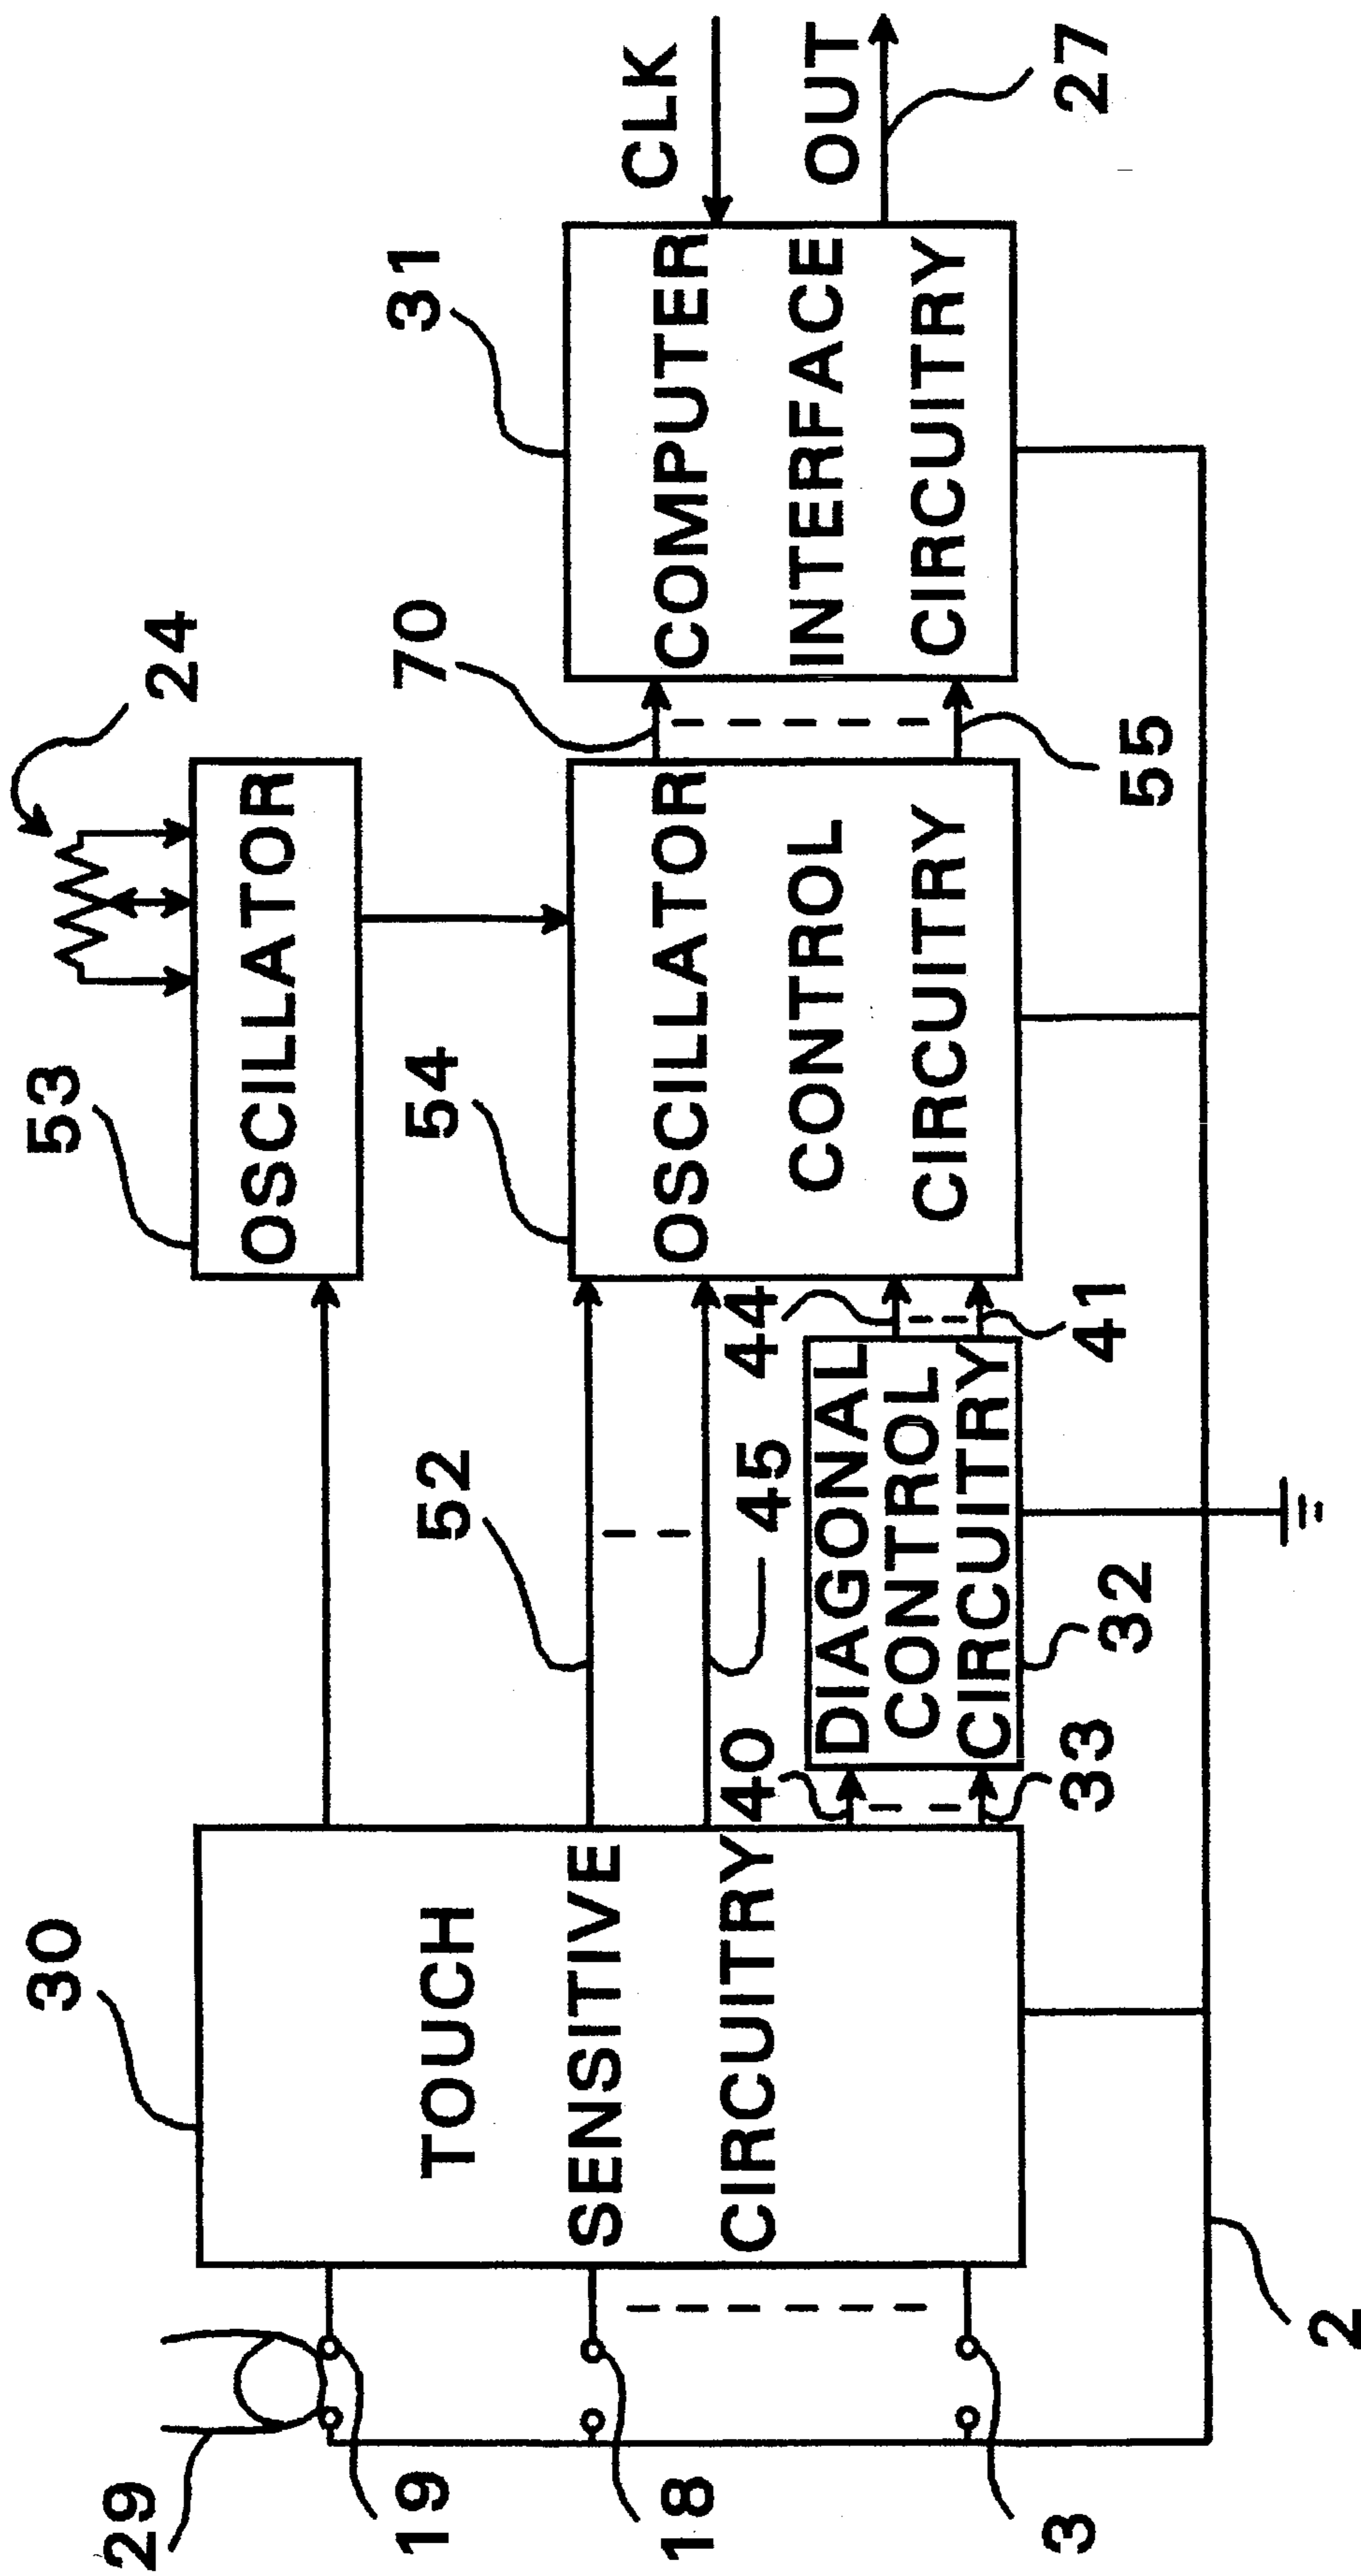 29
19
18
3
2
30
TOUCH
SENSITIVE
CIRCUITRY
40
33
52
45
DIAGONAL
CONTROL
CIRCUITRY
32
44
41
53
OSCILLATOR
24
54
OSCILLATOR
CONTROL
CIRCUITRY
70
55
31
COMPUTER
INTERFACE
CIRCUITRY
CLK
OUT
27